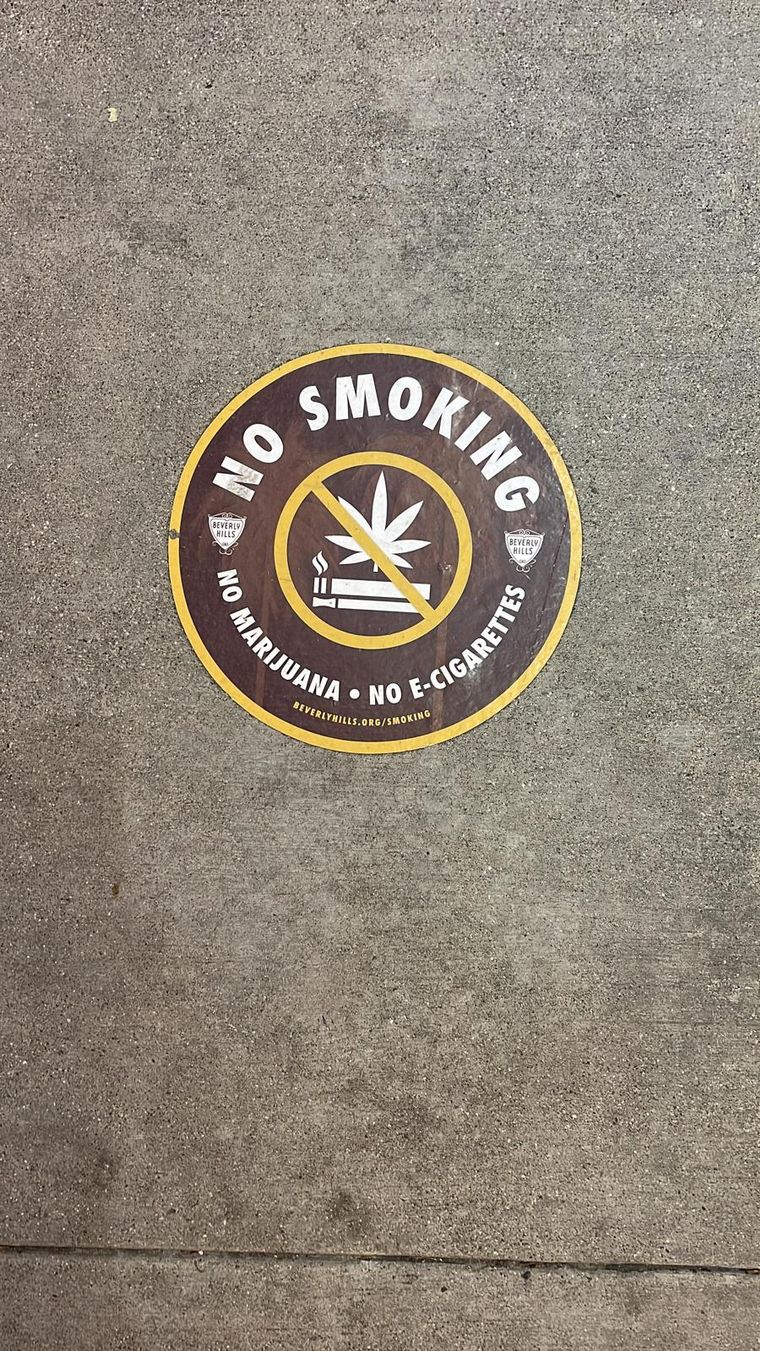 NO SMOKING
BEVERLY
HILLS
BEVERLY
HILLS
NO MARIJUANA • NO E-CIGARETTES
BEVERLYHILLS.ORG/SMOKING